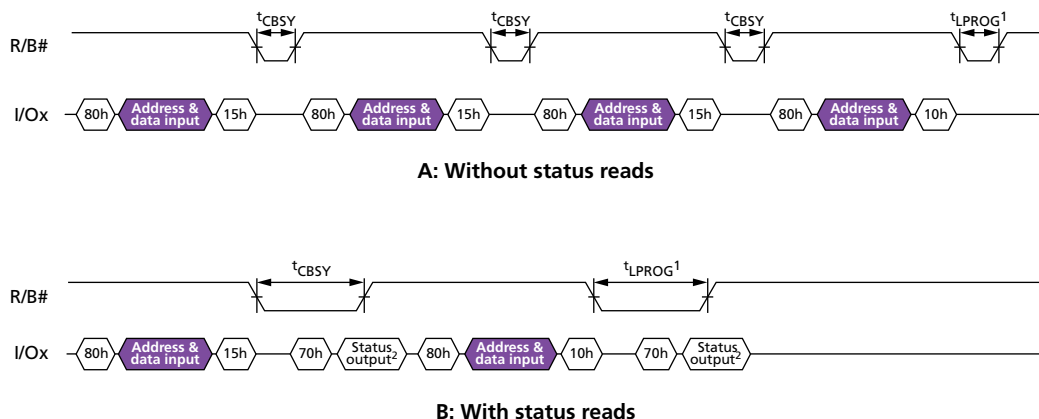 tCBSY tCBSY tCBSY tLPROG1
R/B#
I/Ox 80h Address & data input 15h 80h Address & data input 15h 80h Address & data input 15h 80h Address & data input 10h
A: Without status reads
tCBSY tLPROG1
R/B#
I/Ox 80h Address & data input 15h 70h Status output2 80h Address & data input 10h 70h Status output2
B: With status reads